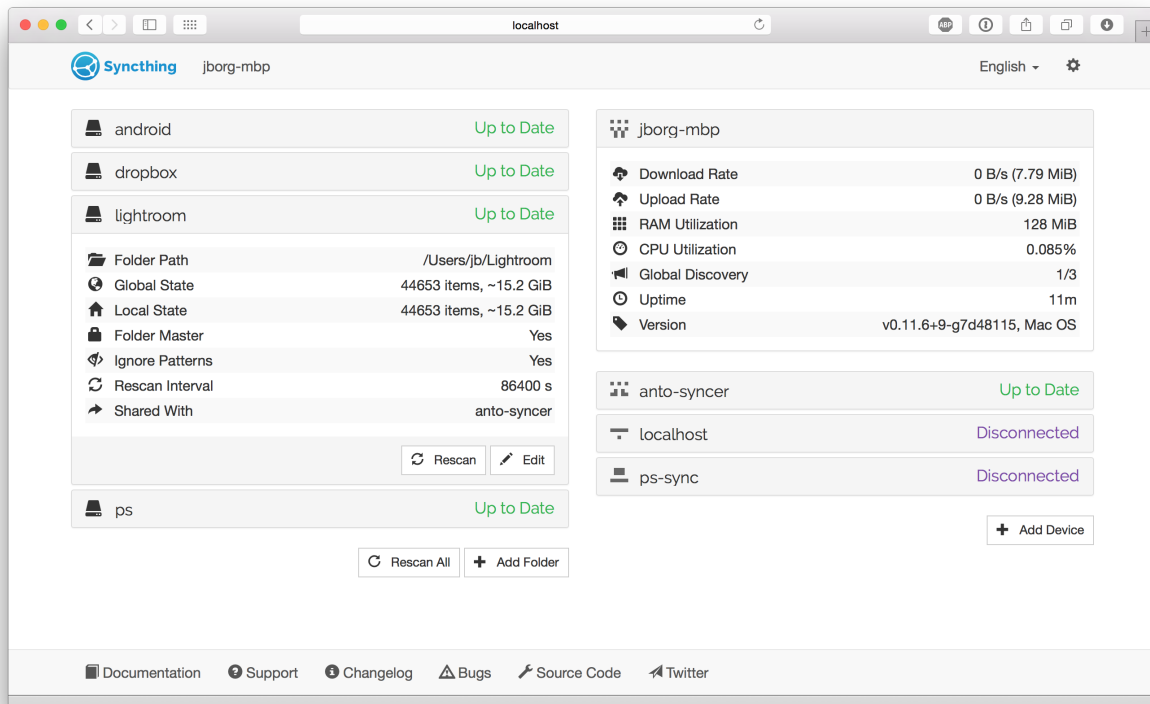 localhost
ABP
Syncthing jborg-mbp English
android Up to Date
dropbox Up to Date
lightroom Up to Date
Folder Path /Users/jb/Lightroom
Global State 44653 items, ~15.2 GiB
Local State 44653 items, ~15.2 GiB
Folder Master Yes
Ignore Patterns Yes
Rescan Interval 86400 s
Shared With anto-syncer
Rescan Edit
ps Up to Date
Rescan All Add Folder
jborg-mbp
Download Rate 0 B/s (7.79 MiB)
Upload Rate 0 B/s (9.28 MiB)
RAM Utilization 128 MiB
CPU Utilization 0.085%
Global Discovery 1/3
Uptime 11m
Version v0.11.6+9-g7d48115, Mac OS
anto-syncer Up to Date
localhost Disconnected
ps-sync Disconnected
Add Device
Documentation Support Changelog Bugs Source Code Twitter